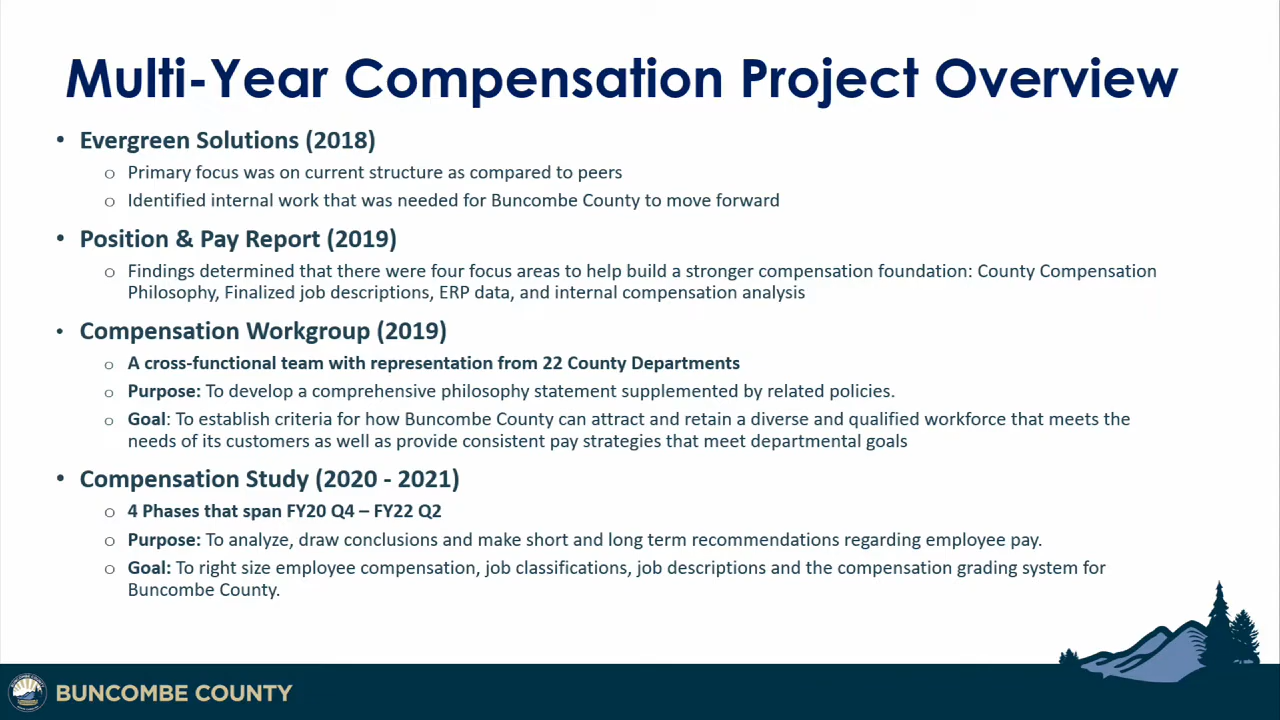 Multi-Year Compensation Project Overview
• Evergreen Solutions (2018)
o Primary focus was on current structure as compared to peers
o Identified internal work that was needed for Buncombe County to move forward
• Position & Pay Report (2019)
o Findings determined that there were four focus areas to help build a stronger compensation foundation: County Compensation
Philosophy, Finalized job descriptions, ERP data, and internal compensation analysis
• Compensation Workgroup (2019)
o A cross-functional team with representation from 22 County Departments
o Purpose: To develop a comprehensive philosophy statement supplemented by related policies.
o Goal: To establish criteria for how Buncombe County can attract and retain a diverse and qualified workforce that meets the
needs of its customers as well as provide consistent pay strategies that meet departmental goals
• Compensation Study (2020 - 2021)
o 4 Phases that span FY20 Q4 – FY22 Q2
o Purpose: To analyze, draw conclusions and make short and long term recommendations regarding employee pay.
o Goal: To right size employee compensation, job classifications, job descriptions and the compensation grading system for
Buncombe County.
BUNCOMBE COUNTY